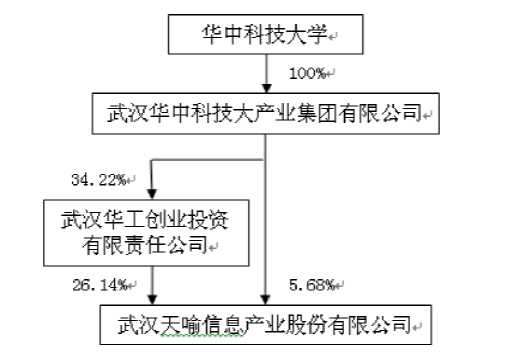 华中科技大学
100%
武汉华中科技大产业集团有限公司
34.22%
武汉华工创业投资
有限责任公司
26.14%
5.68%
武汉天喻信息产业股份有限公司